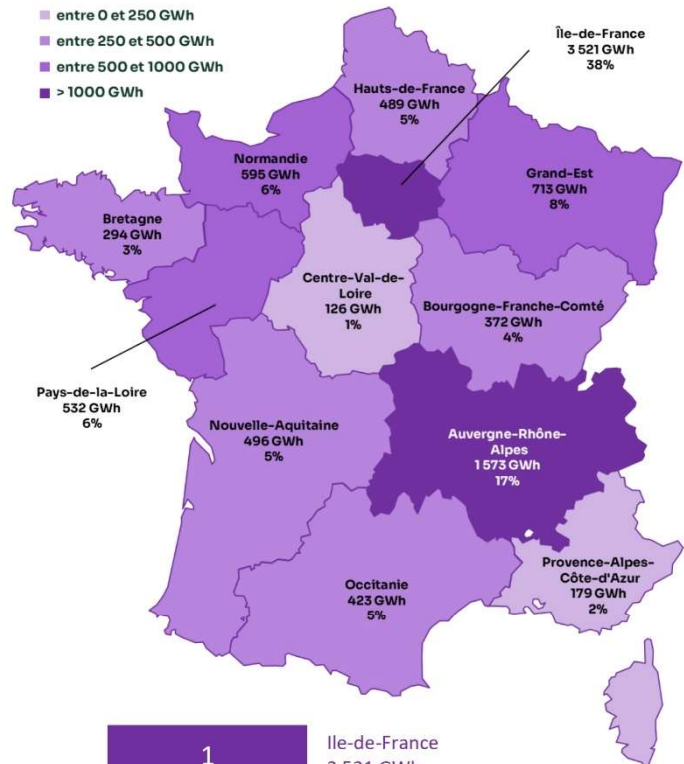 entre 0 et 250 GWh
entre 250 et 500 GWh
entre 500 et 1000 GWh
> 1000 GWh
Île-de-France
3 521 GWh
38%
Hauts-de-France
489 GWh
5%
Normandie
595 GWh
6%
Grand-Est
713 GWh
8%
Bretagne
294 GWh
3%
Centre-Val-de-
Loire
126 GWh
1%
Bourgogne-Franche-Comté
372 GWh
4%
Pays-de-la-Loire
532 GWh
6%
Nouvelle-Aquitaine
496 GWh
5%
Auvergne-Rhône-
Alpes
1 573 GWh
17%
Provence-Alpes-
Côte-d'Azur
179 GWh
2%
Occitanie
423 GWh
5%
1
Ile-de-France
3 521 GWh